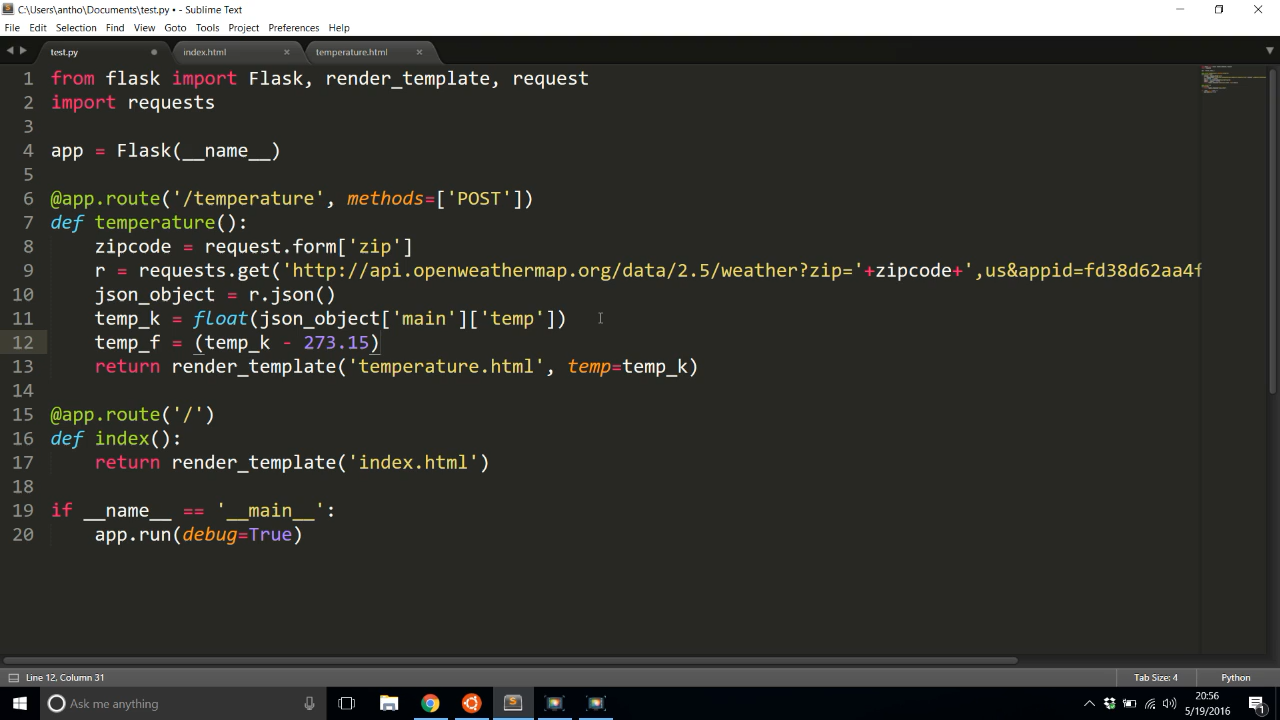 C:\Users\antho\Documents\test.py • - Sublime Text
File Edit Selection Find View Goto Tools Project Preferences Help
test.py index.html temperature.html
1 from flask import Flask, render_template, request
2 import requests
3
4 app = Flask(__name__)
5
6 @app.route('/temperature', methods=['POST'])
7 def temperature():
8     zipcode = request.form['zip']
9     r = requests.get('http://api.openweathermap.org/data/2.5/weather?zip='+zipcode+',us&appid=fd38d62aa4f
10     json_object = r.json()
11     temp_k = float(json_object['main']['temp'])
12     temp_f = (temp_k - 273.15)
13     return render_template('temperature.html', temp=temp_k)
14
15 @app.route('/')
16 def index():
17     return render_template('index.html')
18
19 if __name__ == '__main__':
20     app.run(debug=True)
Line 12, Column 31 Tab Size: 4 Python
Ask me anything
20:56
5/19/2016
1